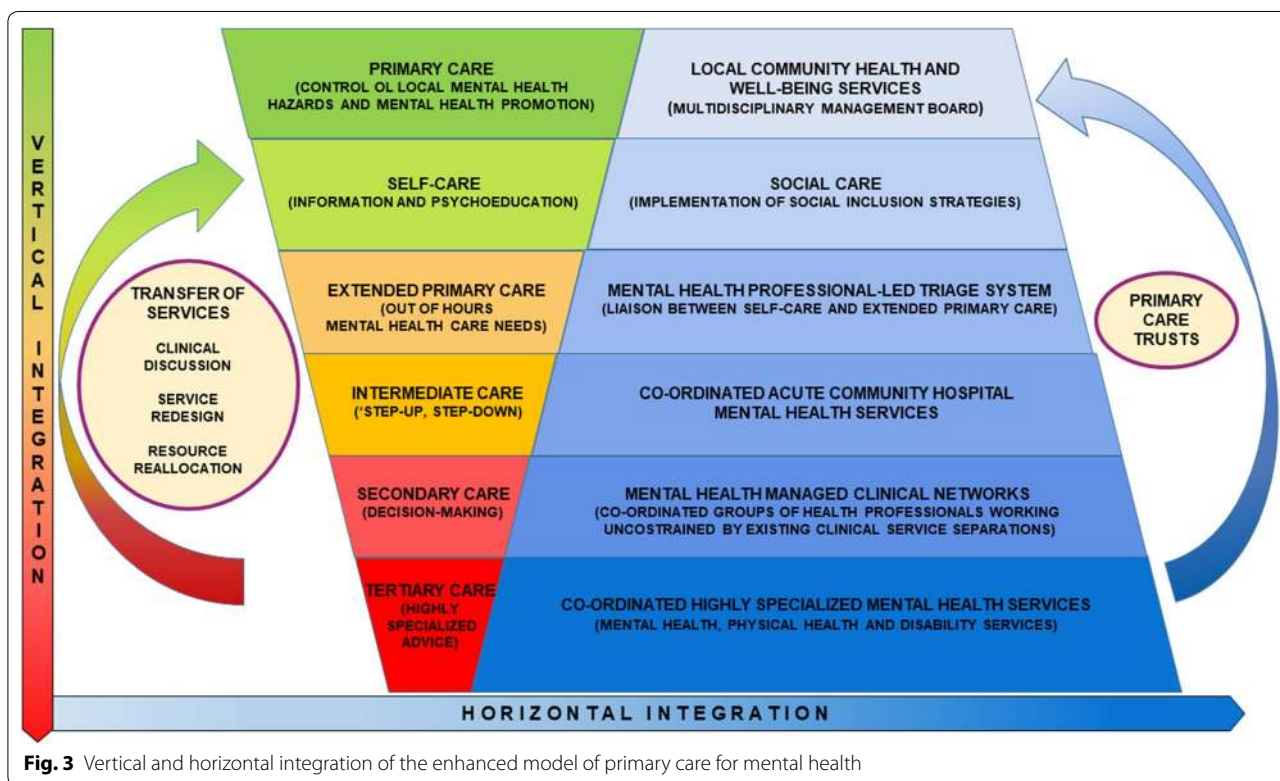 VERTICAL INTEGRATION
PRIMARY CARE
(CONTROL OL LOCAL MENTAL HEALTH
HAZARDS AND MENTAL HEALTH PROMOTION)
LOCAL COMMUNITY HEALTH AND
WELL-BEING SERVICES
(MULTIDISCIPLINARY MANAGEMENT BOARD)
SELF-CARE
(INFORMATION AND PSYCHOEDUCATION)
SOCIAL CARE
(IMPLEMENTATION OF SOCIAL INCLUSION STRATEGIES)
TRANSFER OF
SERVICES
CLINICAL
DISCUSSION
SERVICE
REDESIGN
RESOURCE
REALLOCATION
EXTENDED PRIMARY CARE
(OUT OF HOURS
MENTAL HEALTH CARE NEEDS)
MENTAL HEALTH PROFESSIONAL-LED TRIAGE SYSTEM
(LIAISON BETWEEN SELF-CARE AND EXTENDED PRIMARY CARE)
PRIMARY
CARE
TRUSTS
INTERMEDIATE CARE
(‘STEP-UP, STEP-DOWN)
CO-ORDINATED ACUTE COMMUNITY HOSPITAL
MENTAL HEALTH SERVICES
SECONDARY CARE
(DECISION-MAKING)
MENTAL HEALTH MANAGED CLINICAL NETWORKS
(CO-ORDINATED GROUPS OF HEALTH PROFESSIONALS WORKING
UNCOSTRAINED BY EXISTING CLINICAL SERVICE SEPARATIONS)
TERTIARY CARE
(HIGHLY
SPECIALIZED
ADVICE)
CO-ORDINATED HIGHLY SPECIALIZED MENTAL HEALTH SERVICES
(MENTAL HEALTH, PHYSICAL HEALTH AND DISABILITY SERVICES)
HORIZONTAL INTEGRATION
Fig. 3 Vertical and horizontal integration of the enhanced model of primary care for mental health